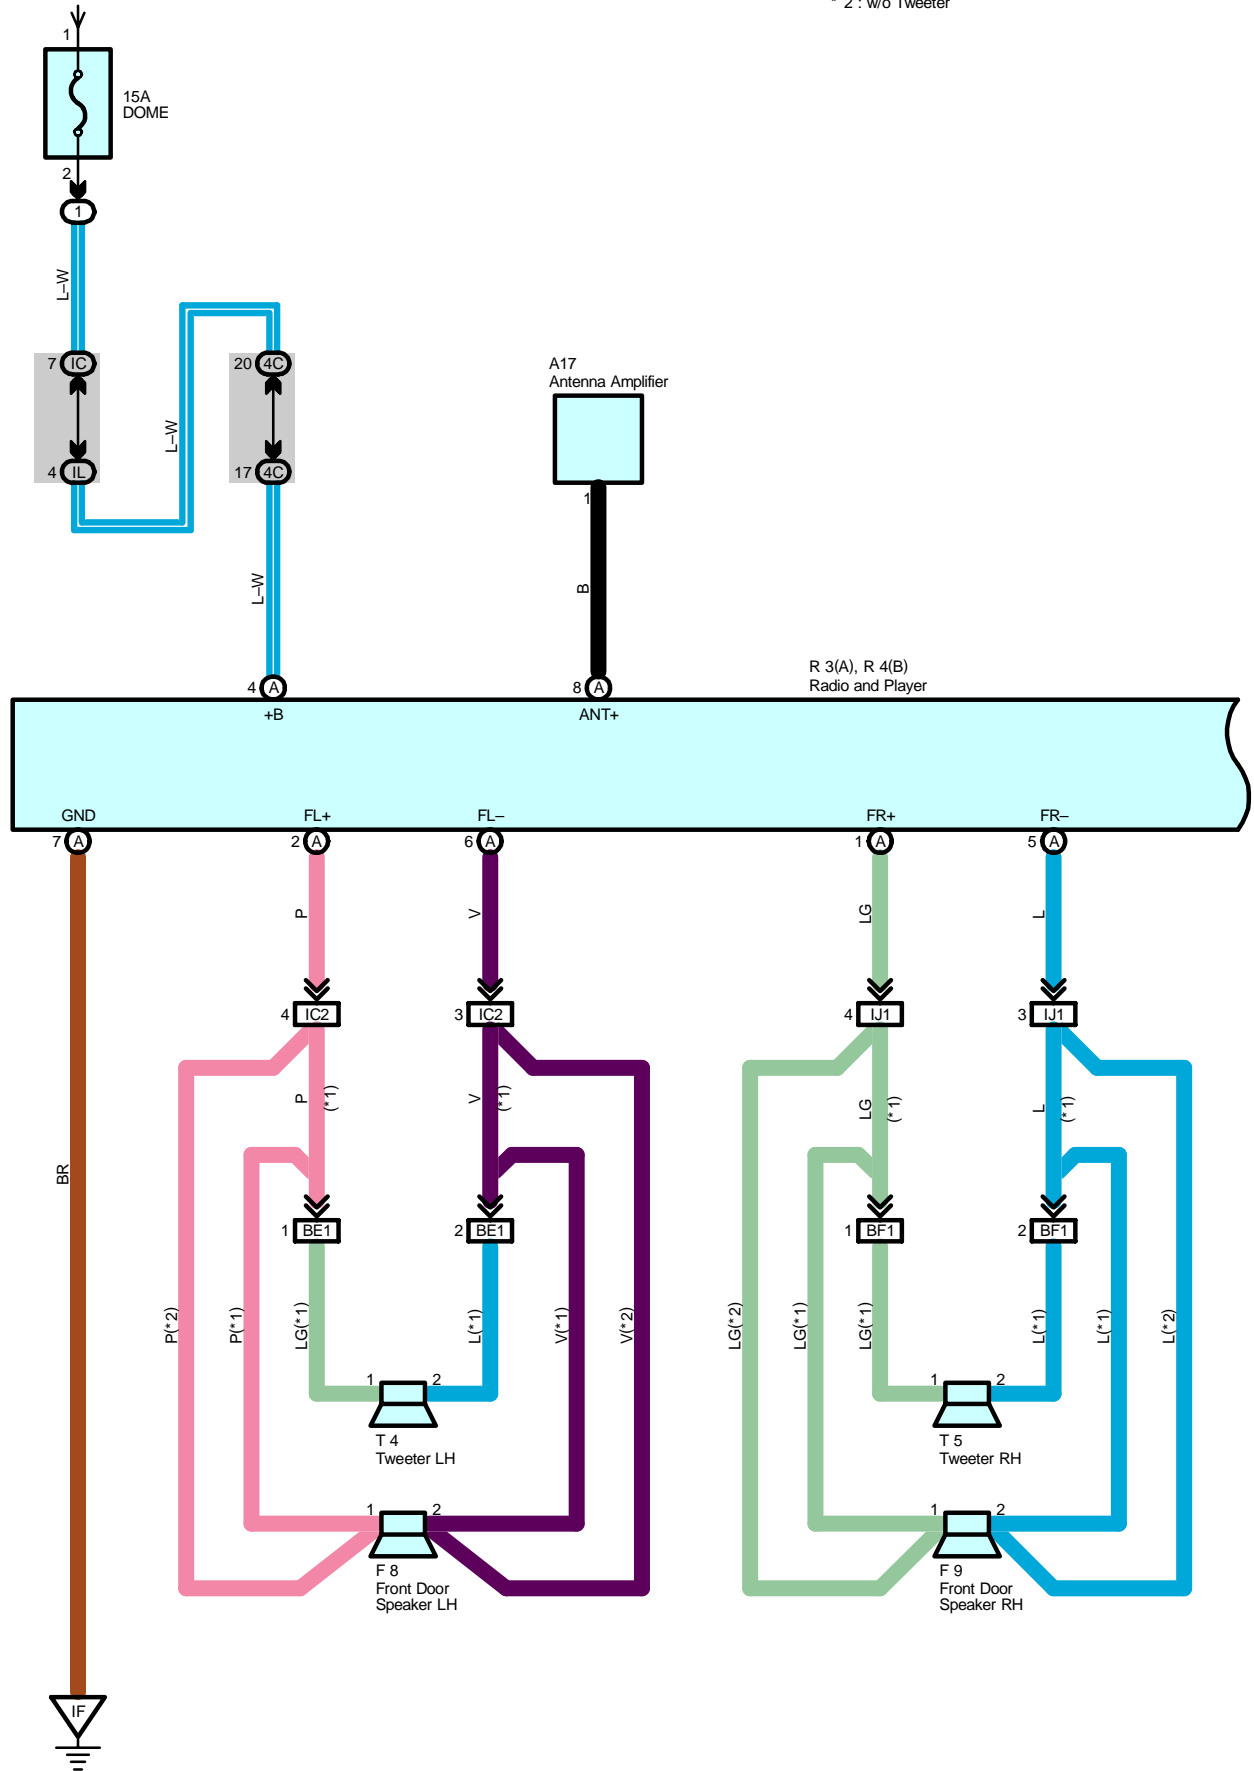 * 2 : w/o Tweeter
1
15A
DOME
2
1
L–W
7 IC
20 4C
L–W
4 IL
17 4C
A17
Antenna Amplifier
1
L–W
B
R 3(A), R 4(B)
Radio and Player
4 A
8 A
+B
ANT+
GND
FL+
FL–
FR+
FR–
7 A
2 A
6 A
1 A
5 A
P
V
LG
L
4 IC2
3 IC2
4 IJ1
3 IJ1
P
(*1)
V
(*1)
LG
(*1)
L
(*1)
BR
1 BE1
2 BE1
1 BF1
2 BF1
P(*2)
P(*1)
LG(*1)
L(*1)
V(*1)
V(*2)
LG(*2)
LG(*1)
LG(*1)
L(*1)
L(*1)
L(*2)
1
2
1
2
T 4
Tweeter LH
T 5
Tweeter RH
1
2
1
2
F 8
Front Door
Speaker LH
F 9
Front Door
Speaker RH
IF